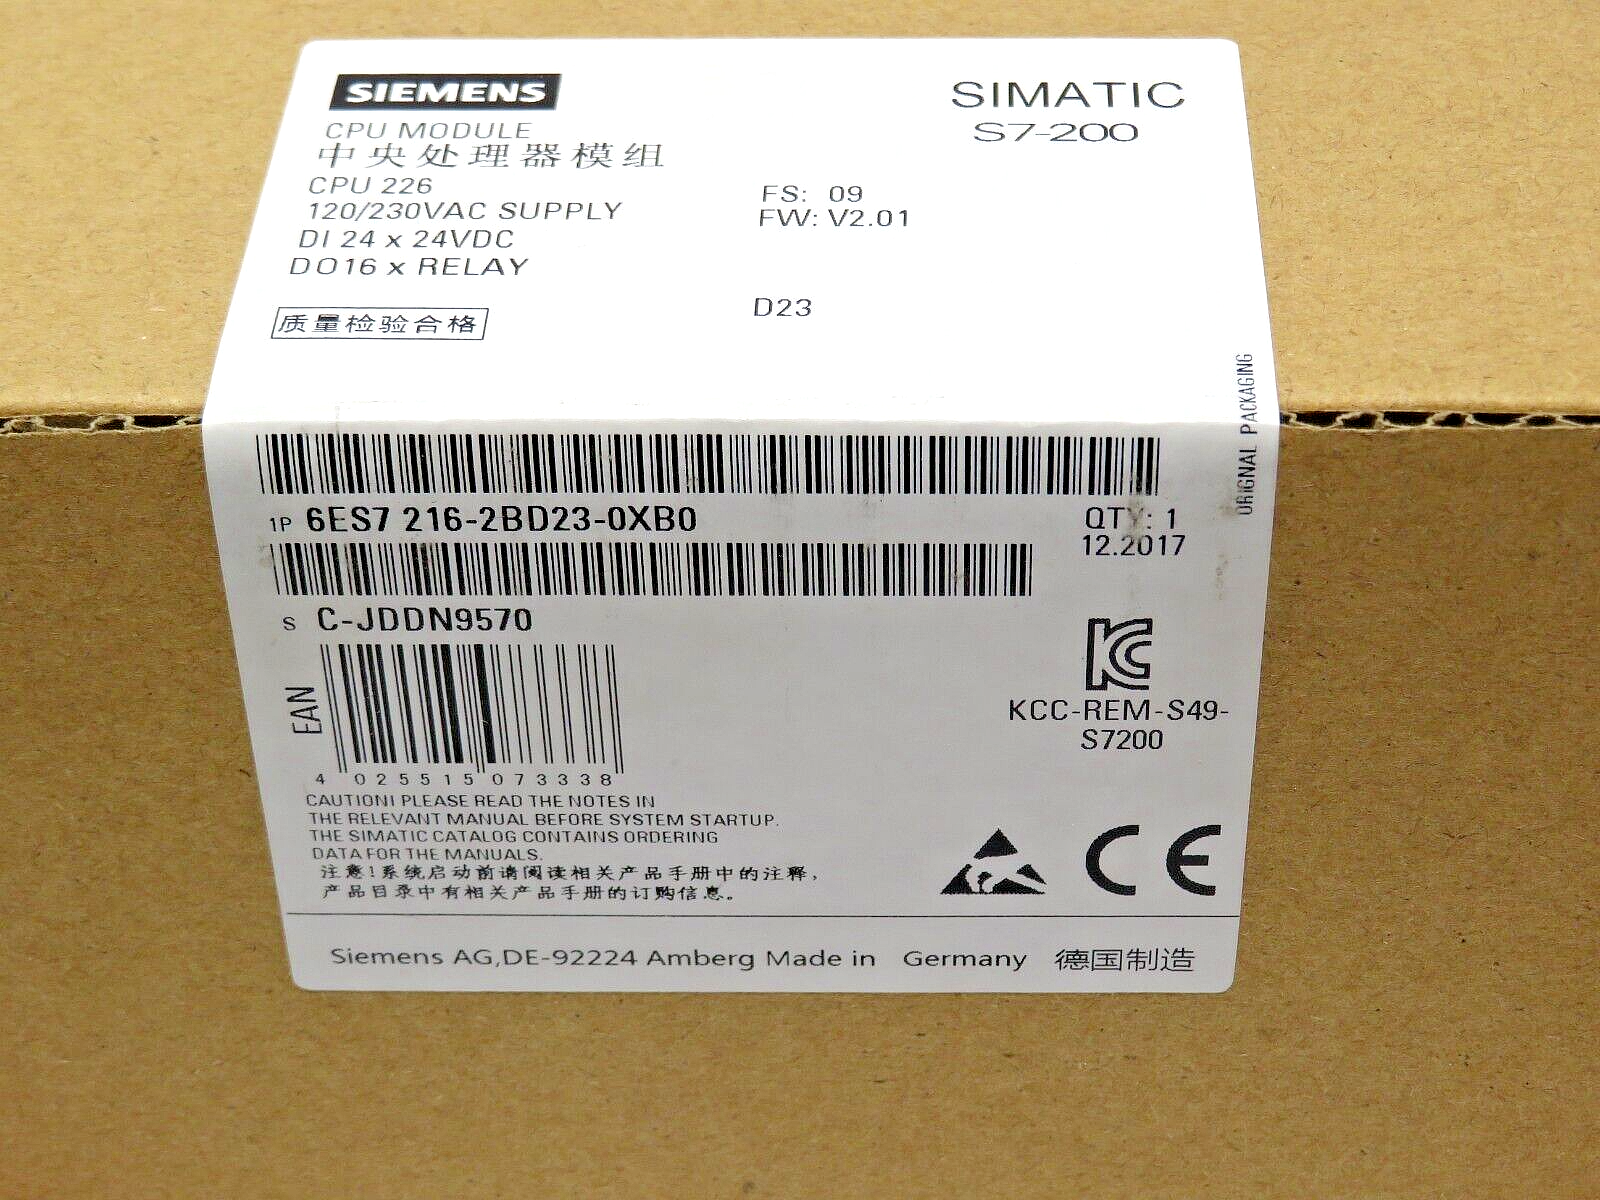 SIEMENS
SIMATIC
S7-200
CPU MODULE
中央处理器模组
CPU 226
120/230VAC SUPPLY
DI 24 x 24VDC
DO16 x RELAY
FS: 09
FW: V2.01
D23
质量检验合格
ORIGNAL PACKAGING
1P 6ES7 216-2BD23-0XB0
QTY: 1
12.2017
S C-JDDN9570
EAN
4 025515 073338
KC
KCC-REM-S49-
S7200
CAUTION! PLEASE READ THE NOTES IN
THE RELEVANT MANUAL BEFORE SYSTEM STARTUP.
THE SIMATIC CATALOG CONTAINS ORDERING
DATA FOR THE MANUALS.
注意!系统启动前请阅读相关产品手册中的注释,
产品目录中有相关产品手册的订购信息。
CE
Siemens AG,DE-92224 Amberg Made in Germany 德国制造